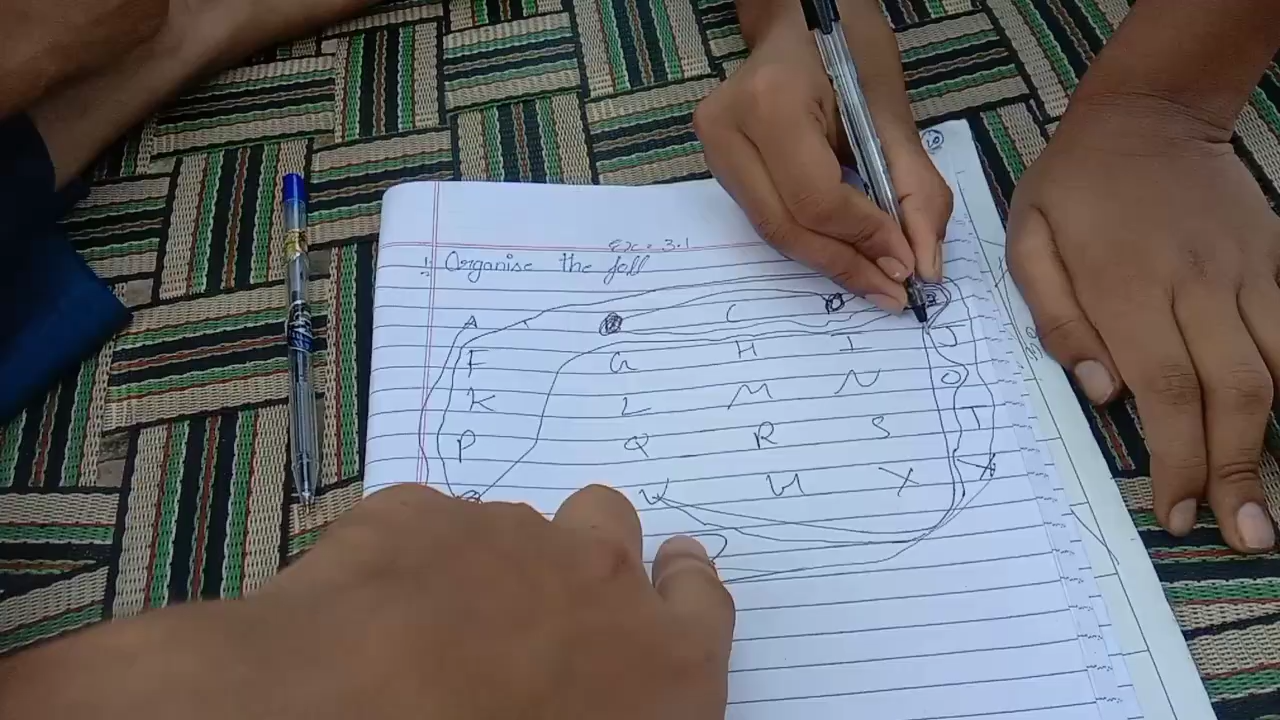 Ex. 3.1
1. Organise the foll
A C
F G H I J
K L M N O
P Q R S T
V W X Y